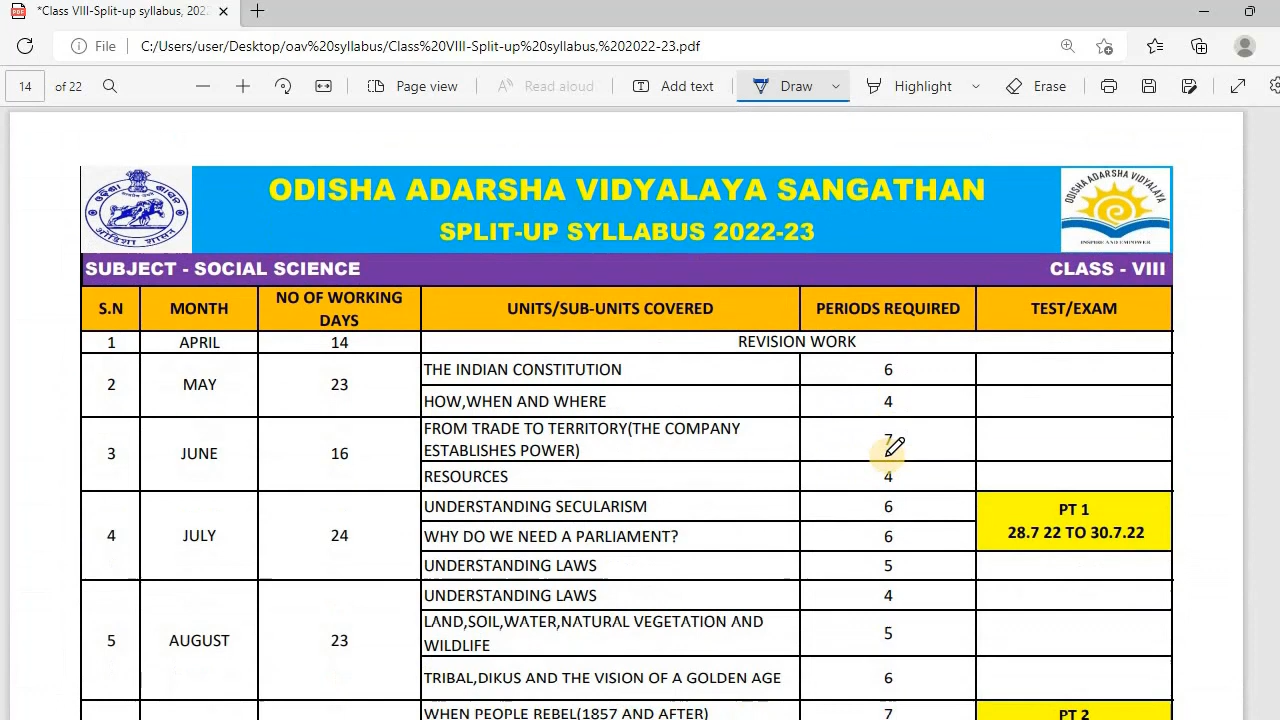 *Class VIII-Split-up syllabus, 202
File C:/Users/user/Desktop/oav%20syllabus/Class%20VIII-Split-up%20syllabus,%202022-23.pdf
14 of 22 Page view Read aloud Add text Draw Highlight Erase
ODISHA ADARSHA VIDYALAYA SANGATHAN
SPLIT-UP SYLLABUS 2022-23
ODISHA ADARSHA VIDYALAYA
INSPIRE AND EMPOWER
SUBJECT - SOCIAL SCIENCE CLASS - VIII
S.N MONTH NO OF WORKING DAYS UNITS/SUB-UNITS COVERED PERIODS REQUIRED TEST/EXAM
1 APRIL 14 REVISION WORK
2 MAY 23 THE INDIAN CONSTITUTION 6
HOW,WHEN AND WHERE 4
3 JUNE 16 FROM TRADE TO TERRITORY(THE COMPANY
ESTABLISHES POWER) 7
RESOURCES 4
4 JULY 24 UNDERSTANDING SECULARISM 6 PT 1
28.7 22 TO 30.7.22
WHY DO WE NEED A PARLIAMENT? 6
UNDERSTANDING LAWS 5
5 AUGUST 23 UNDERSTANDING LAWS 4
LAND,SOIL,WATER,NATURAL VEGETATION AND
WILDLIFE 5
TRIBAL,DIKUS AND THE VISION OF A GOLDEN AGE 6
WHEN PEOPLE REBEL(1857 AND AFTER) 7 PT 2